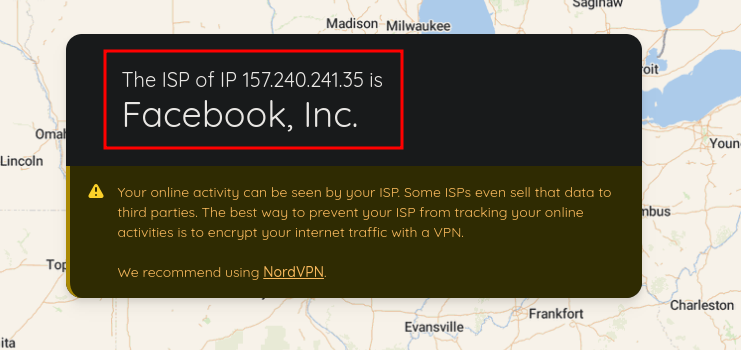 Saginaw
Madison
Milwaukee
roit
The ISP of IP 157.240.241.35 is
Facebook, Inc.
Omah
Youn
Lincoln
Your online activity can be seen by your ISP. Some ISPs even sell that data to
third parties. The best way to prevent your ISP from tracking your online
activities is to encrypt your internet traffic with a VPN.
mbus
Top
We recommend using NordVPN.
Charleston
Frankfort
Evansville
ita